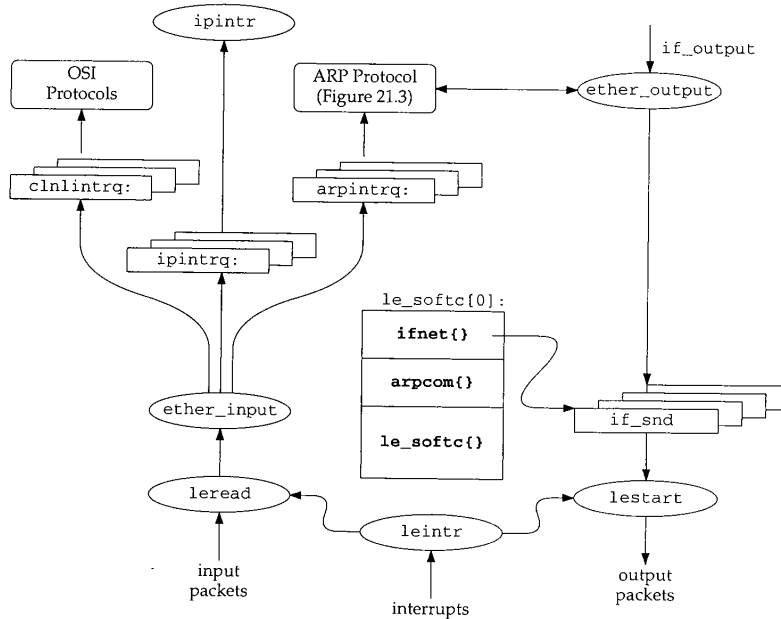 ipintr
if_output
OSI
Protocols
ARP Protocol
(Figure 21.3)
ether_output
clnlintrq:
arpintrq:
ipintrq:
le_softc[0]:
ifnet{}
arpcom{}
le_softc{}
ether_input
if_snd
leread
leintr
lestart
input
packets
interrupts
output
packets